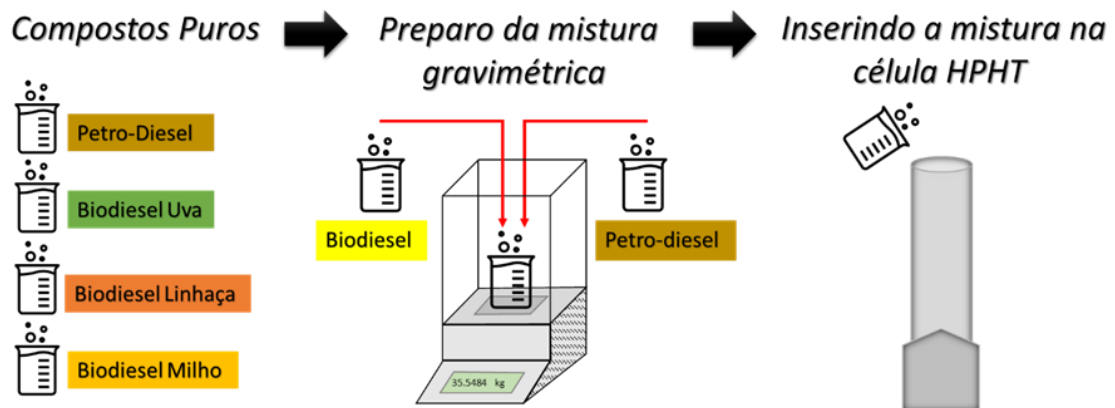 Compostos Puros
Petro-Diesel
Biodiesel Uva
Biodiesel Linhaça
Biodiesel Milho
Preparo da mistura
gravimétrica
Biodiesel
Petro-diesel
35.5484 kg
Inserindo a mistura na
célula HPHT